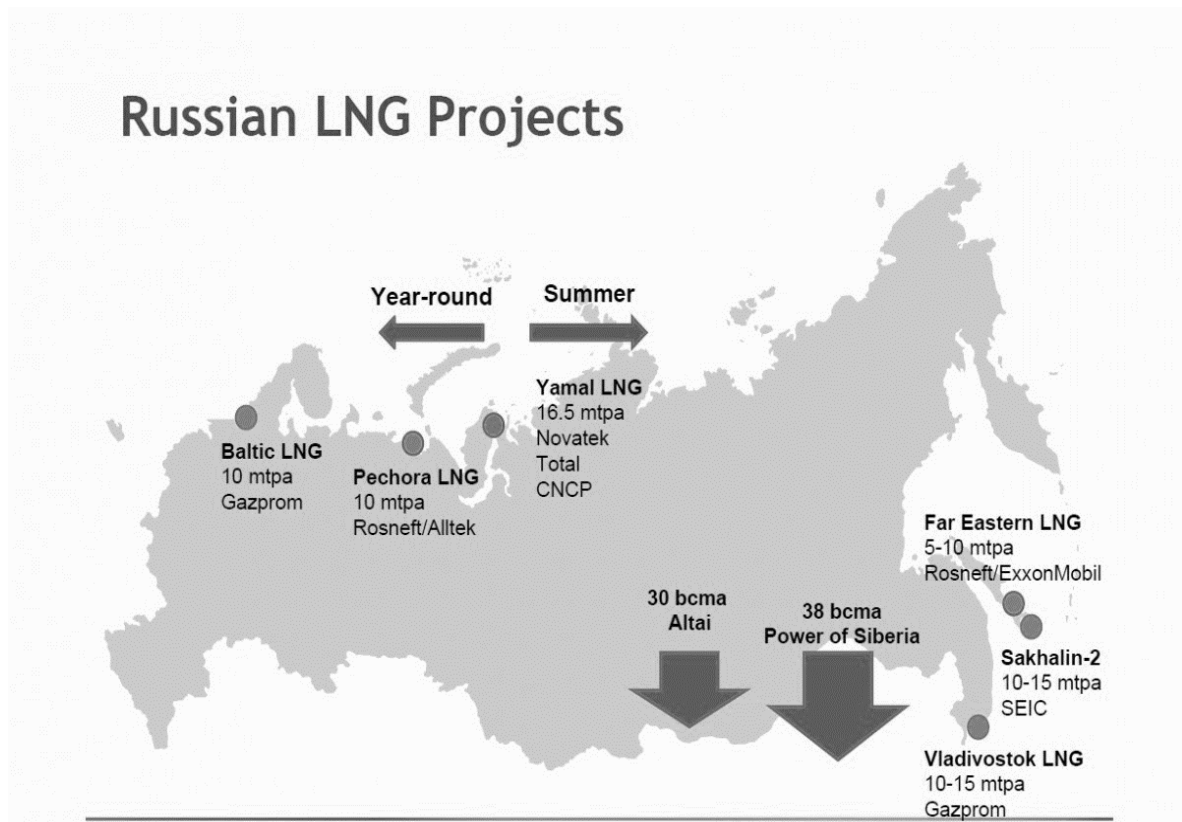 Russian LNG Projects
Year-round
Summer
Yamal LNG
16.5 mtpa
Novatek
Total
CNCP
Baltic LNG
10 mtpa
Gazprom
Pechora LNG
10 mtpa
Rosneft/Alltek
Far Eastern LNG
5-10 mtpa
Rosneft/ExxonMobil
30 bcma
Altai
38 bcma
Power of Siberia
Sakhalin-2
10-15 mtpa
SEIC
Vladivostok LNG
10-15 mtpa
Gazprom